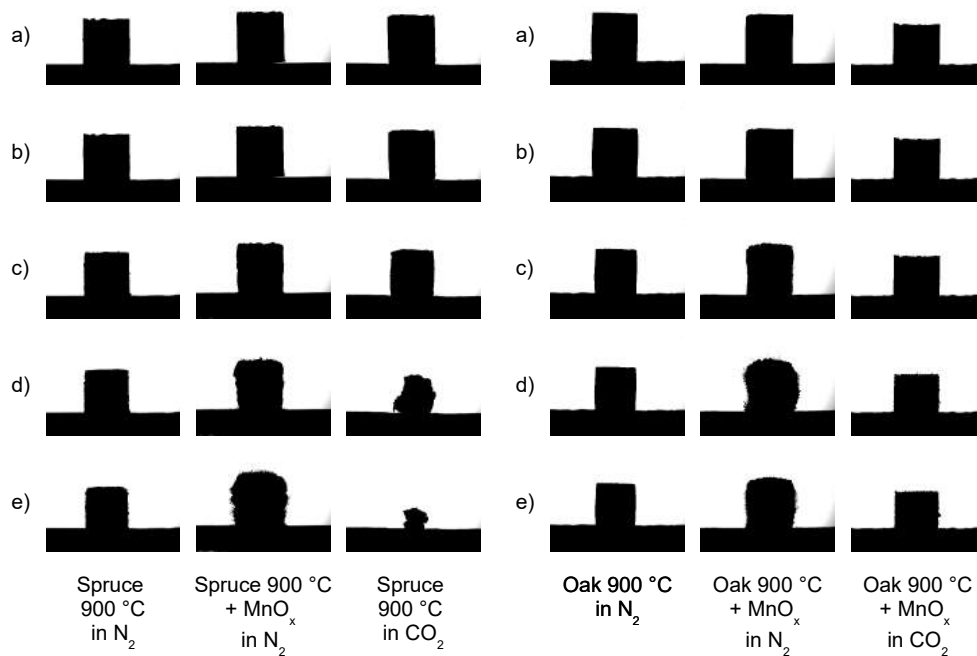 a)
a)
b)
b)
c)
c)
d)
d)
e)
e)
Spruce
900 °C
in N₂
Spruce 900 °C
+ MnOₓ
in N₂
Spruce
900 °C
in CO₂
Oak 900 °C
in N₂
Oak 900 °C
+ MnOₓ
in N₂
Oak 900 °C
+ MnOₓ
in CO₂